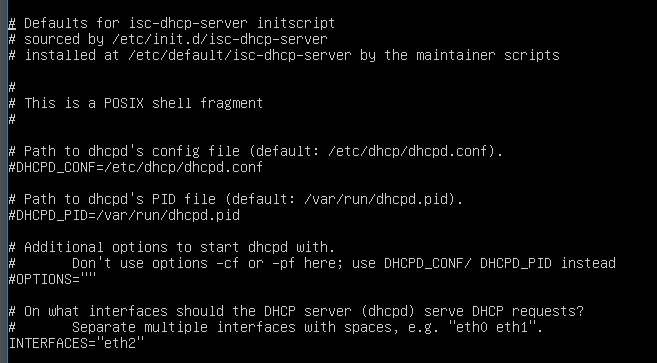 # Defaults for isc-dhcp-server initscript
# sourced by /etc/init.d/isc-dhcp-server
# installed at /etc/default/isc-dhcp-server by the maintainer scripts
#
# This is a POSIX shell fragment
#
# Path to dhcpd's config file (default: /etc/dhcp/dhcpd.conf).
#DHCPD_CONF=/etc/dhcp/dhcpd.conf
# Path to dhcpd's PID file (default: /var/run/dhcpd.pid).
#DHCPD_PID=/var/run/dhcpd.pid
# Additional options to start dhcpd with.
#       Don't use options -cf or -pf here; use DHCPD_CONF/ DHCPD_PID instead
#OPTIONS=""
# On what interfaces should the DHCP server (dhcpd) serve DHCP requests?
#       Separate multiple interfaces with spaces, e.g. "eth0 eth1".
INTERFACES="eth2"